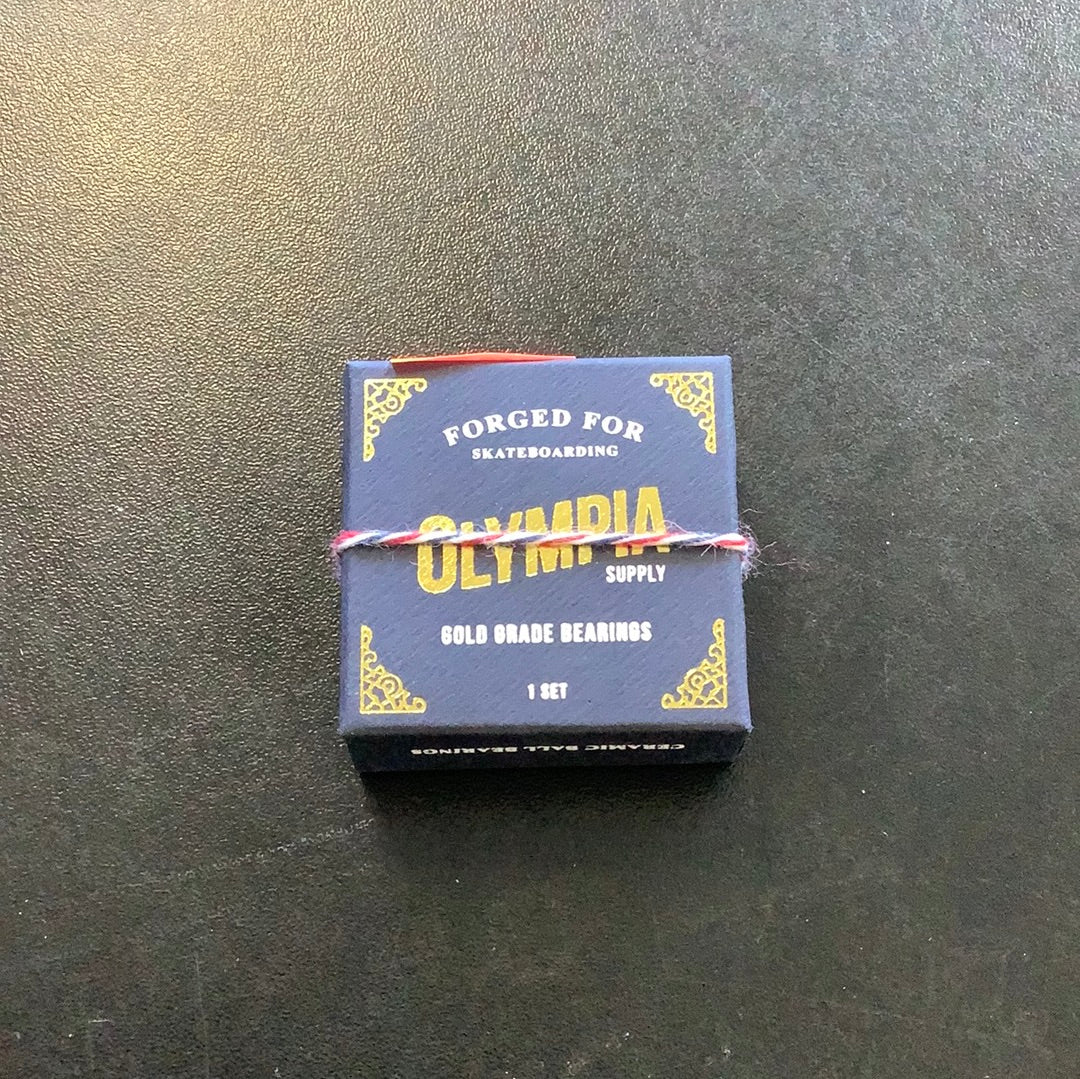 FORGED FOR
SKATEBOARDING
OLYMPIA
SUPPLY
GOLD GRADE BEARINGS
1 SET
CERAMIC BALL BEARINGS